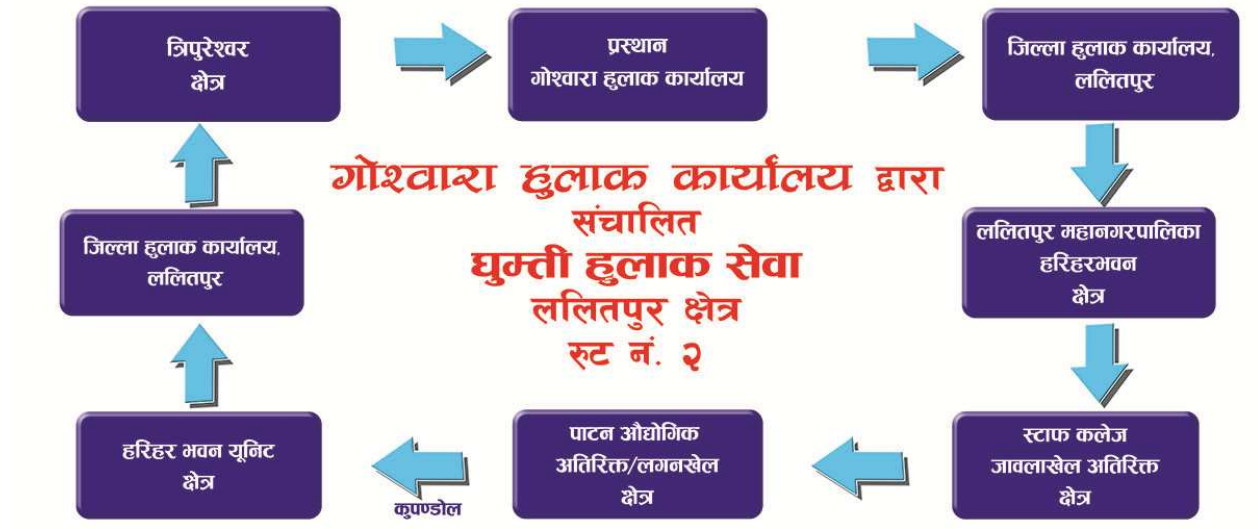 त्रिपुरेश्वर
क्षेत्र
प्रस्थान
गोश्वारा हुलाक कार्यालय
जिल्ला हुलाक कार्यालय,
ललितपुर
गोश्वारा हुलाक कार्यालय द्वारा
संचालित
घुम्ती हुलाक सेवा
ललितपुर क्षेत्र
रुट नं. २
जिल्ला हुलाक कार्यालय,
ललितपुर
ललितपुर महानगरपालिका
हरिहरभवन
क्षेत्र
हरिहर भवन यूनिट
क्षेत्र
कुपण्डोल
पाटन औद्योगिक
अतिरिक्त/लगनखेल
क्षेत्र
स्टाफ कलेज
जावलाखेल अतिरिक्त
क्षेत्र